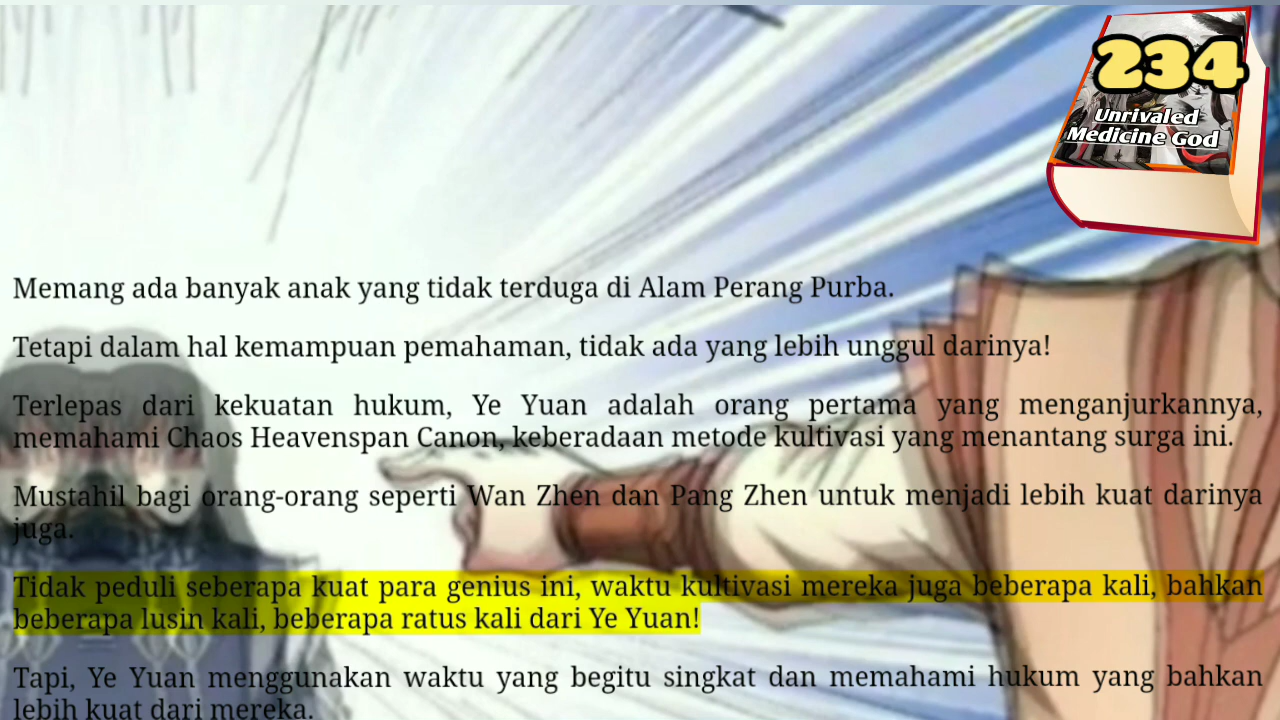 234
Unrivaled
Medicine God
Memang ada banyak anak yang tidak terduga di Alam Perang Purba.
Tetapi dalam hal kemampuan pemahaman, tidak ada yang lebih unggul darinya!
Terlepas dari kekuatan hukum, Ye Yuan adalah orang pertama yang menganjurkannya,
memahami Chaos Heavenspan Canon, keberadaan metode kultivasi yang menantang surga ini.
Mustahil bagi orang-orang seperti Wan Zhen dan Pang Zhen untuk menjadi lebih kuat darinya
juga.
Tidak peduli seberapa kuat para genius ini, waktu kultivasi mereka juga beberapa kali, bahkan
beberapa lusin kali, beberapa ratus kali dari Ye Yuan!
Tapi, Ye Yuan menggunakan waktu yang begitu singkat dan memahami hukum yang bahkan
lebih kuat dari mereka.